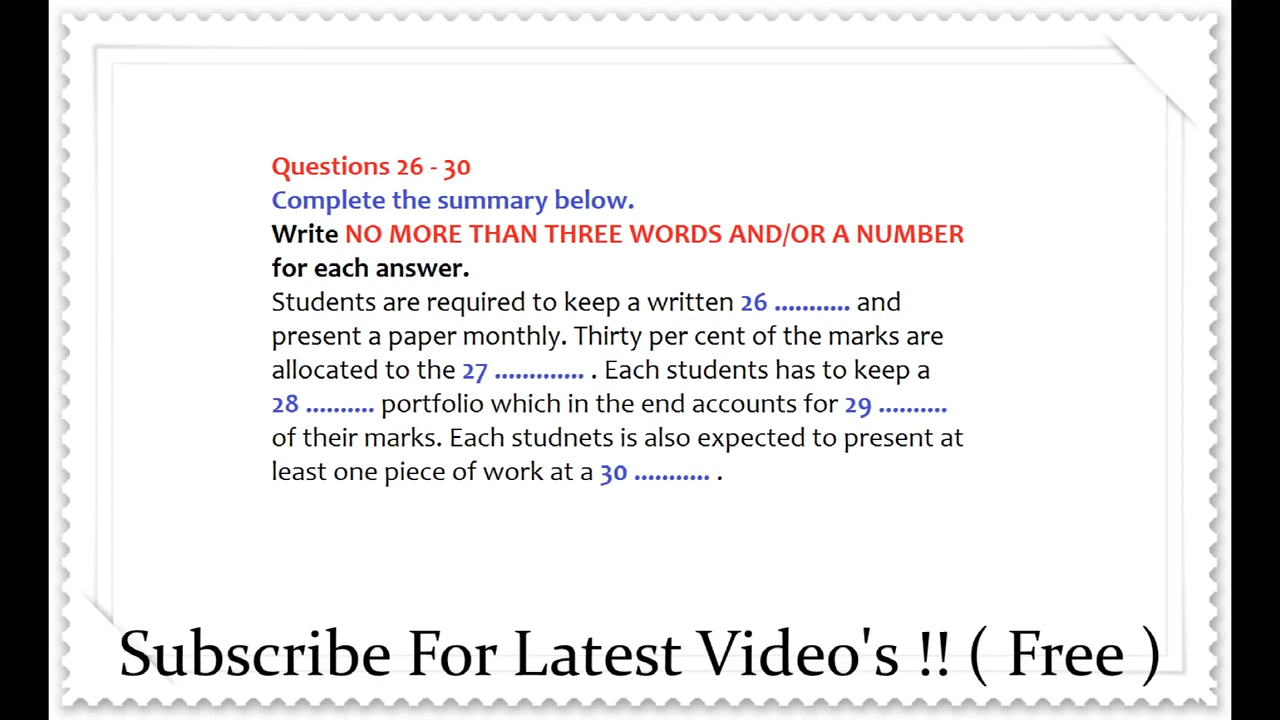 Questions 26 - 30
Complete the summary below.
Write NO MORE THAN THREE WORDS AND/OR A NUMBER
for each answer.
Students are required to keep a written 26 ........... and
present a paper monthly. Thirty per cent of the marks are
allocated to the 27 ............. . Each students has to keep a
28 .......... portfolio which in the end accounts for 29 ..........
of their marks. Each studnets is also expected to present at
least one piece of work at a 30 ........... .
Subscribe For Latest Video's !! ( Free )